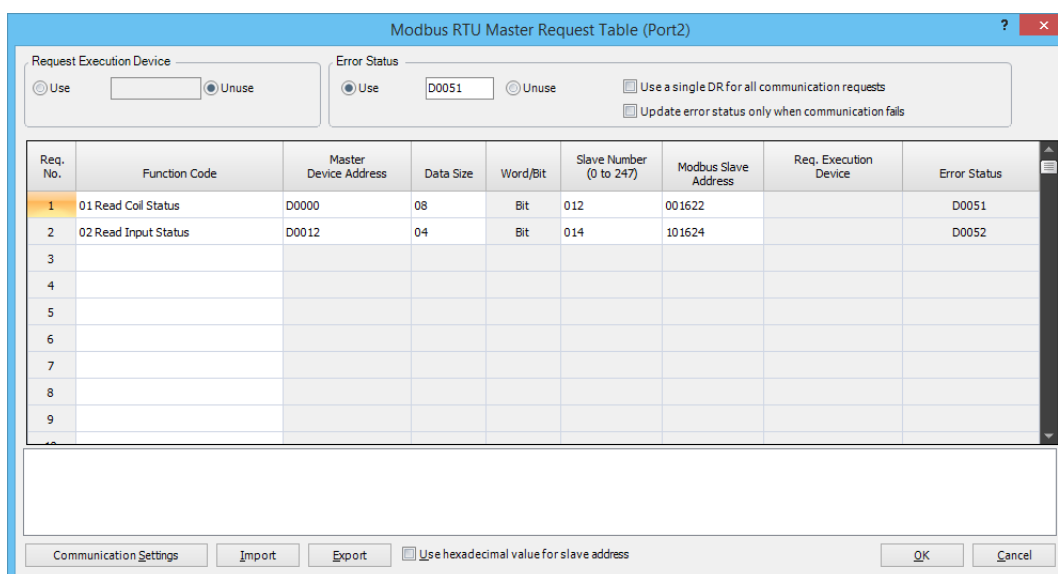 Modbus RTU Master Request Table (Port2) ?
Request Execution Device Error Status
Use Unuse Use D0051 Unuse Use a single DR for all communication requests
Update error status only when communication fails
Req. No. Function Code Master Device Address Data Size Word/Bit Slave Number (0 to 247) Modbus Slave Address Req. Execution Device Error Status
1 01 Read Coil Status D0000 08 Bit 012 001622 D0051
2 02 Read Input Status D0012 04 Bit 014 101624 D0052
3
4
5
6
7
8
9
Communication Settings Import Export Use hexadecimal value for slave address OK Cancel